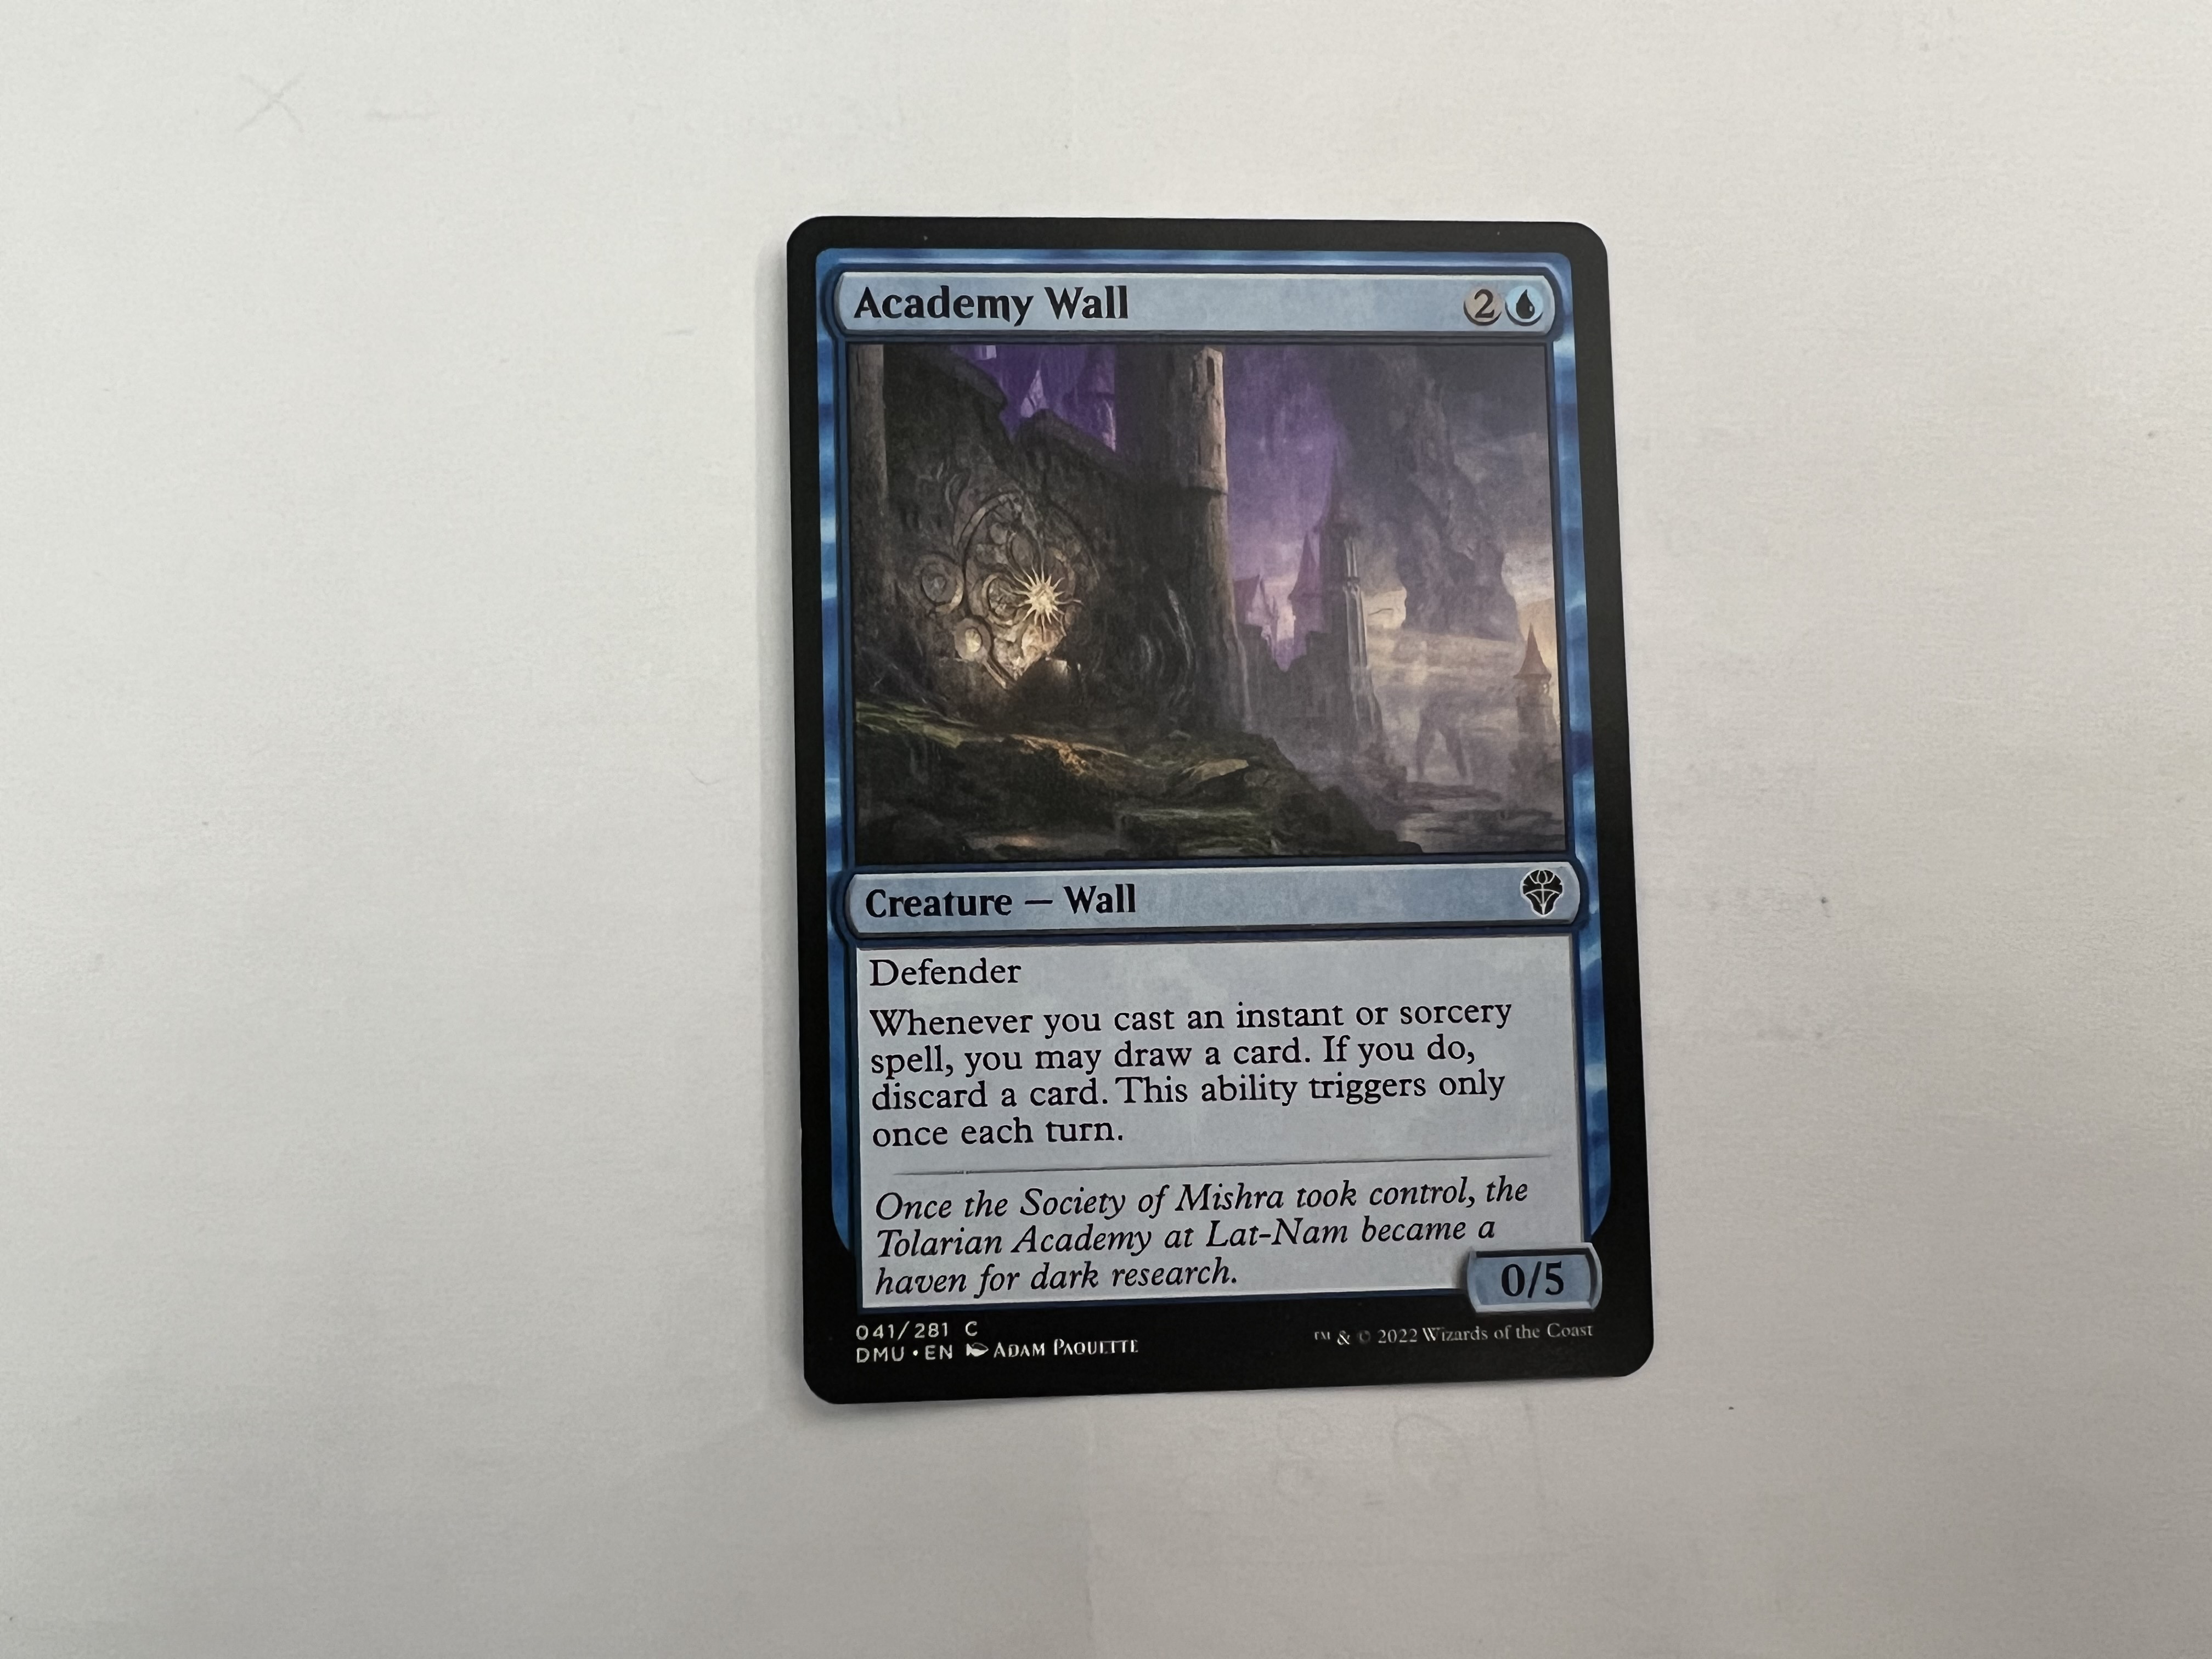 Academy Wall 2
Creature — Wall
Defender
Whenever you cast an instant or sorcery
spell, you may draw a card. If you do,
discard a card. This ability triggers only
once each turn.
Once the Society of Mishra took control, the
Tolarian Academy at Lat-Nam became a
haven for dark research.
0/5
041/281 C
DMU • EN ADAM PAQUETTE
™ & © 2022 Wizards of the Coast